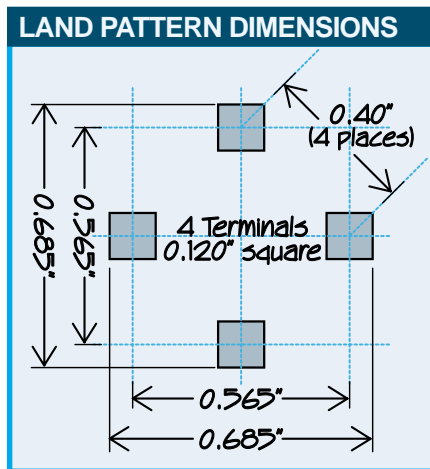 LAND PATTERN DIMENSIONS
0.40"
(4 places)
0.685"
0.565"
4 Terminals
0.120" square
0.565"
0.685"